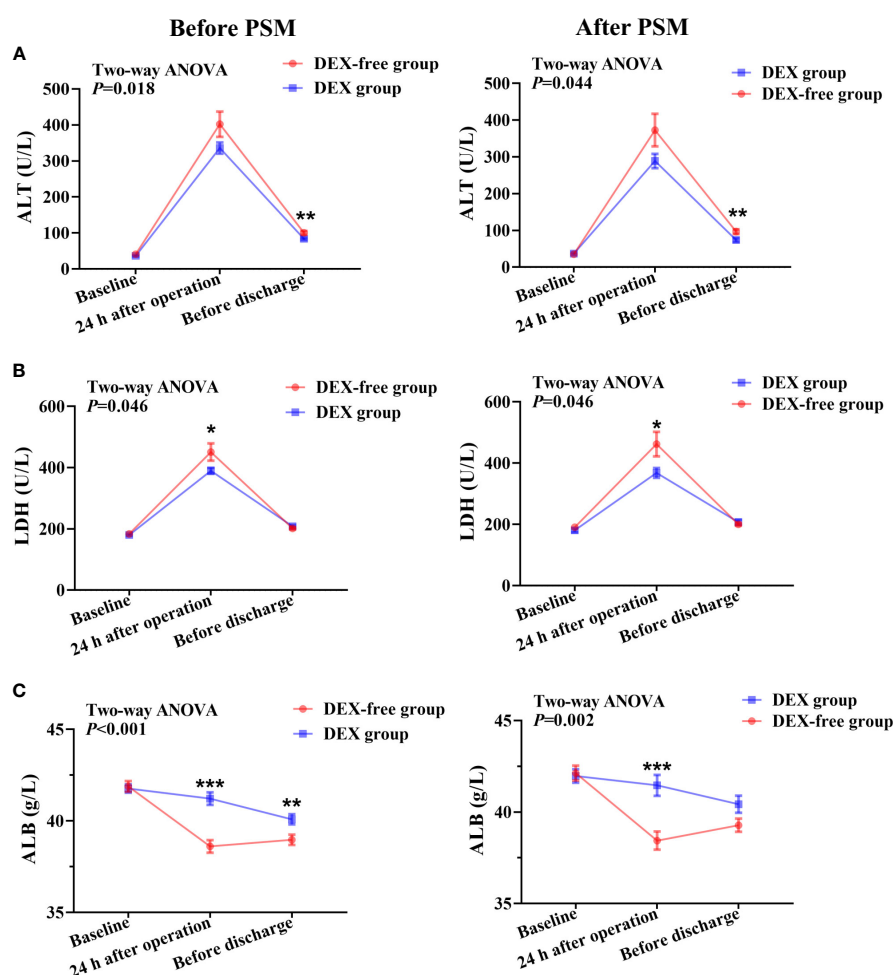 Before PSM
After PSM
A
Two-way ANOVA
P=0.018
DEX-free group
DEX group
500
400
300
200
100
0
ALT (U/L)
**
Baseline
24 h after operation
Before discharge
Two-way ANOVA
P=0.044
DEX group
DEX-free group
500
400
300
200
100
0
ALT (U/L)
**
Baseline
24 h after operation
Before discharge
B
Two-way ANOVA
P=0.046
DEX-free group
DEX group
600
400
200
0
LDH (U/L)
*
Baseline
24 h after operation
Before discharge
Two-way ANOVA
P=0.046
DEX group
DEX-free group
600
400
200
0
LDH (U/L)
*
Baseline
24 h after operation
Before discharge
C
Two-way ANOVA
P<0.001
DEX-free group
DEX group
45
40
35
ALB (g/L)
***
**
Baseline
24 h after operation
Before discharge
Two-way ANOVA
P=0.002
DEX group
DEX-free group
45
40
35
ALB (g/L)
***
Baseline
24 h after operation
Before discharge